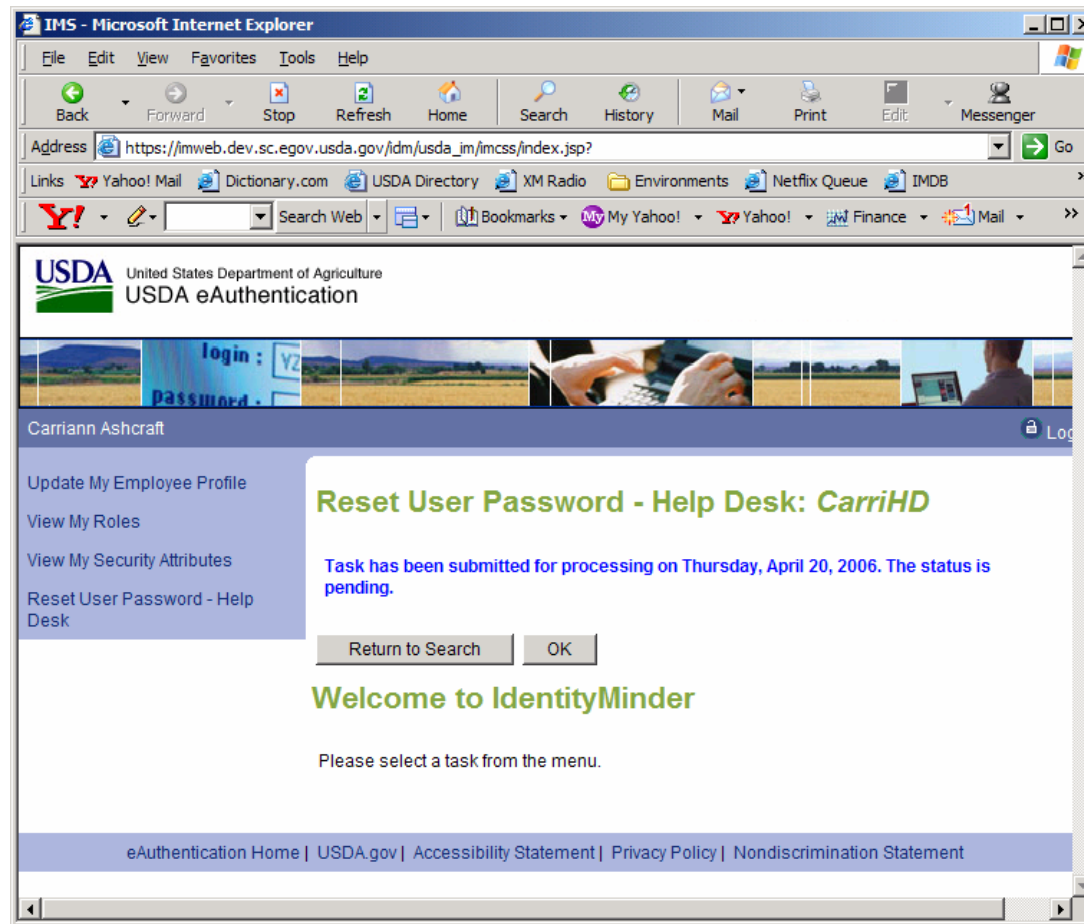 IMS - Microsoft Internet Explorer
File Edit View Favorites Tools Help
Back Forward Stop Refresh Home Search History Mail Print Edit Messenger
Address https://imweb.dev.sc.egov.usda.gov/idm/usda_im/imcss/index.jsp? Go
Links Yahoo! Mail Dictionary.com USDA Directory XM Radio Environments Netflix Queue IMDB
Y! Search Web Bookmarks My My Yahoo! Yahoo! Finance Mail
USDA United States Department of Agriculture
USDA eAuthentication
login : YZ
password :
Carriann Ashcraft Log
Update My Employee Profile
View My Roles
View My Security Attributes
Reset User Password - Help
Desk
Reset User Password - Help Desk: CarriHD
Task has been submitted for processing on Thursday, April 20, 2006. The status is
pending.
Return to Search OK
Welcome to IdentityMinder
Please select a task from the menu.
eAuthentication Home | USDA.gov | Accessibility Statement | Privacy Policy | Nondiscrimination Statement